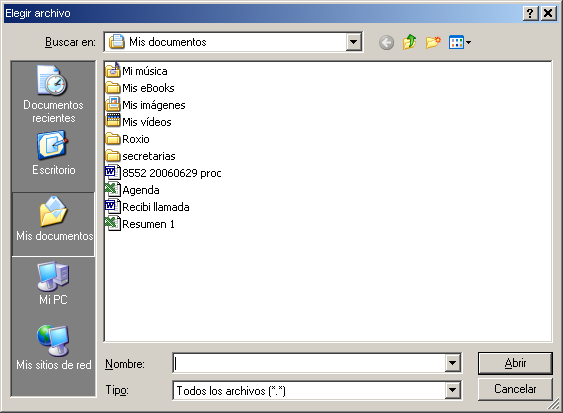 Elegir archivo
Buscar en:
Mis documentos
Documentos
recientes
Escritorio
Mis documentos
Mi PC
Mis sitios de red
Mi música
Mis eBooks
Mis imágenes
Mis vídeos
Roxio
secretarias
8552 20060629 proc
Agenda
Recibi llamada
Resumen 1
Nombre:
Abrir
Tipo:
Todos los archivos (*.*)
Cancelar